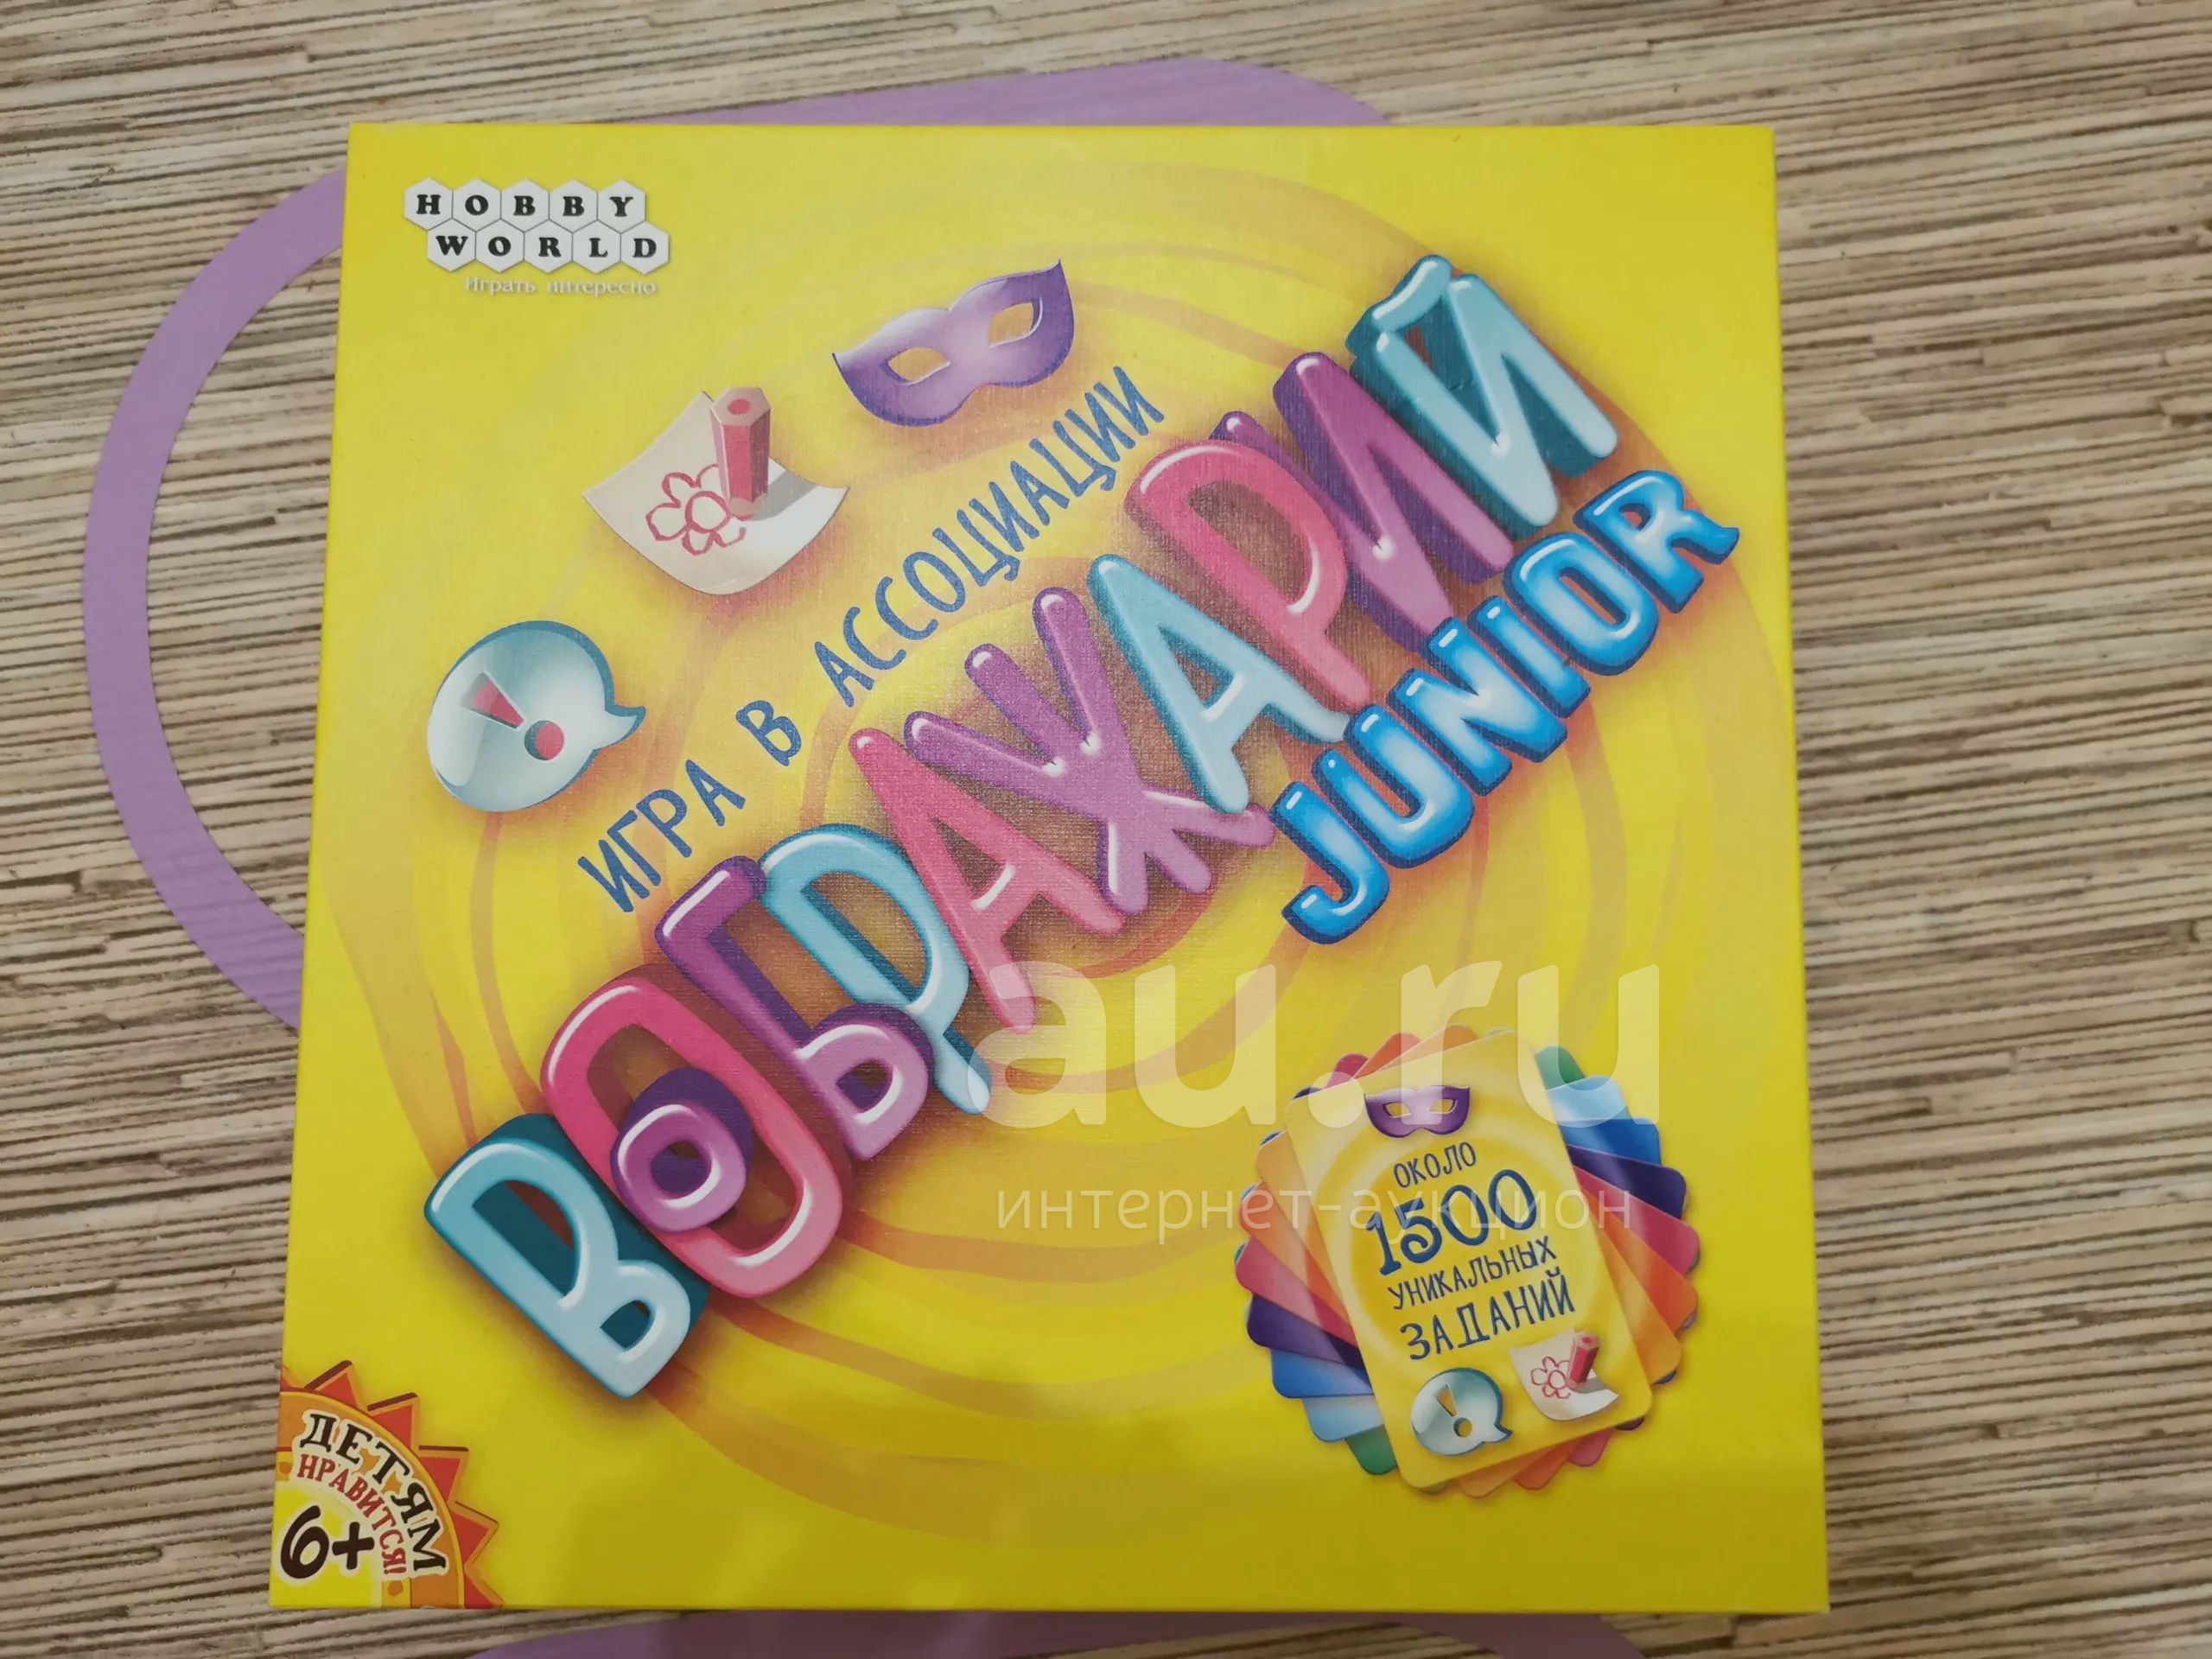 HOBBY
WORLD
Играть интересно
ИГРА В АССОЦИАЦИИ
ВООБРАЖАРИЙ
JUNIOR
ОКОЛО
1500
УНИКАЛЬНЫХ
ЗАДАНИЙ
ДЕТЯМ
НРАВИТСЯ!
6+
au.ru
интернет-аукцион